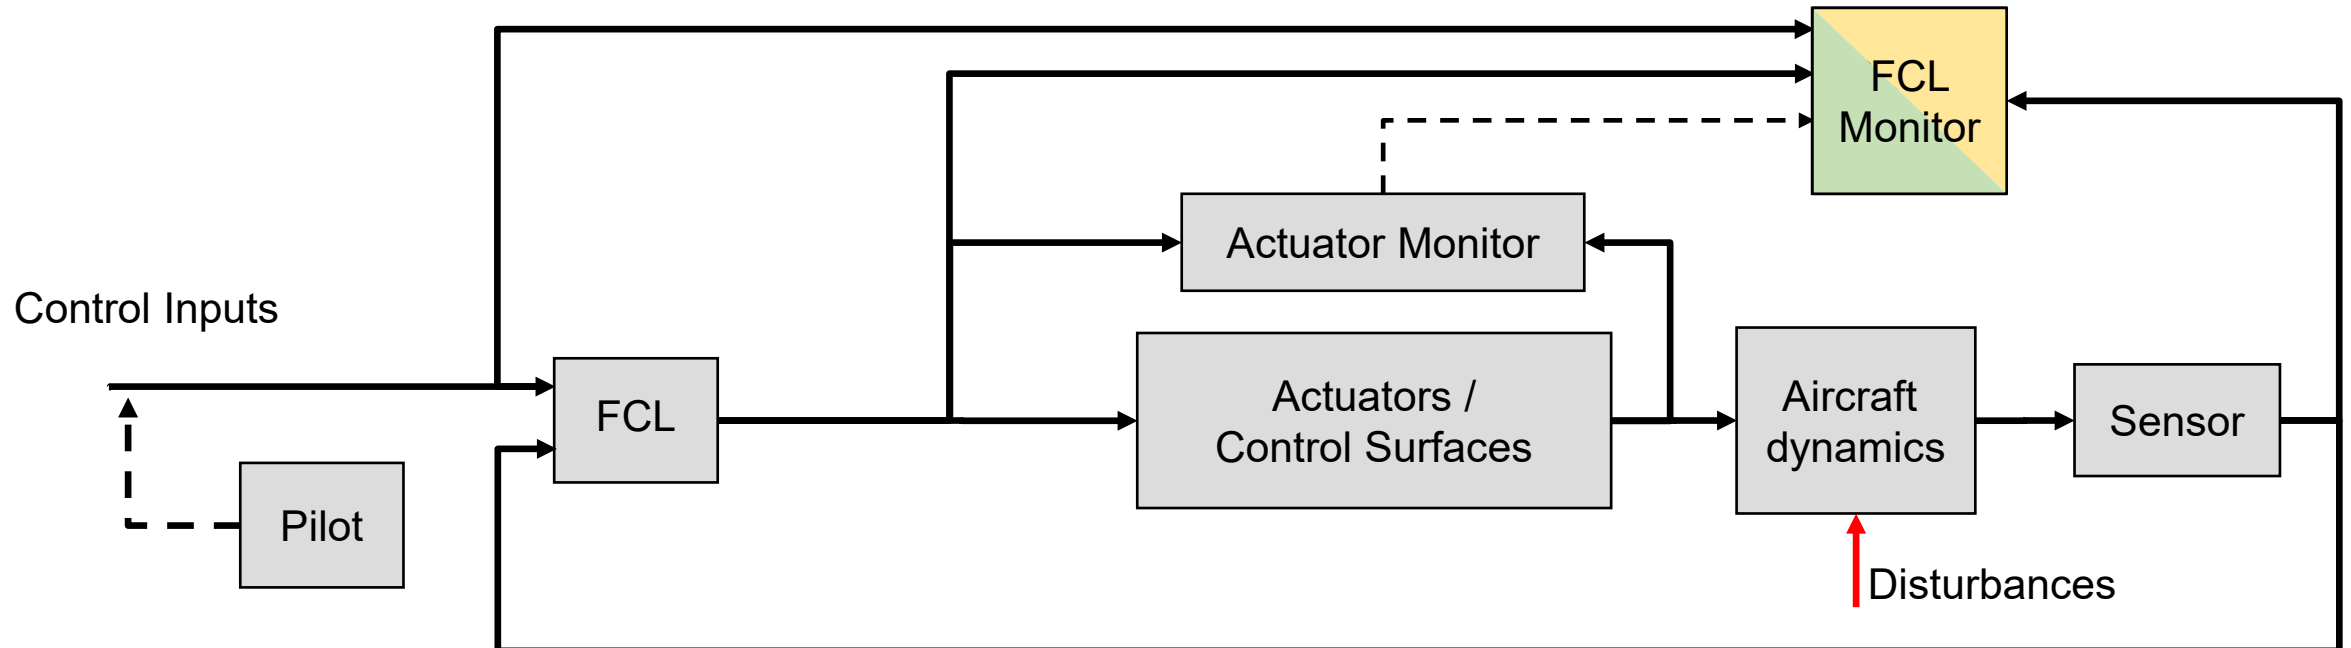 FCL
Monitor
Actuator Monitor
Control Inputs
FCL
Actuators /
Control Surfaces
Aircraft
dynamics
Sensor
Pilot
Disturbances